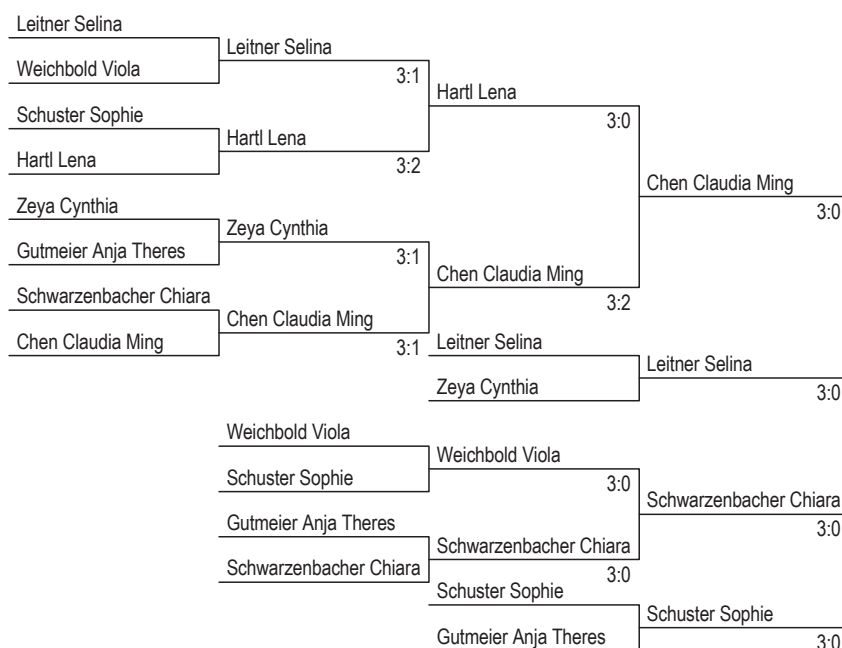 Leitner Selina
Leitner Selina
Weichbold Viola
3:1
Hartl Lena
Schuster Sophie
3:0
Hartl Lena
Hartl Lena
3:2
Chen Claudia Ming
Zeya Cynthia
3:0
Zeya Cynthia
Gutmeier Anja Theres
3:1
Chen Claudia Ming
Schwarzenbacher Chiara
3:2
Chen Claudia Ming
Chen Claudia Ming
3:1
Leitner Selina
Leitner Selina
Zeya Cynthia
3:0
Weichbold Viola
Weichbold Viola
Schuster Sophie
3:0
Schwarzenbacher Chiara
Gutmeier Anja Theres
3:0
Schwarzenbacher Chiara
Schwarzenbacher Chiara
3:0
Schuster Sophie
Schuster Sophie
Gutmeier Anja Theres
3:0